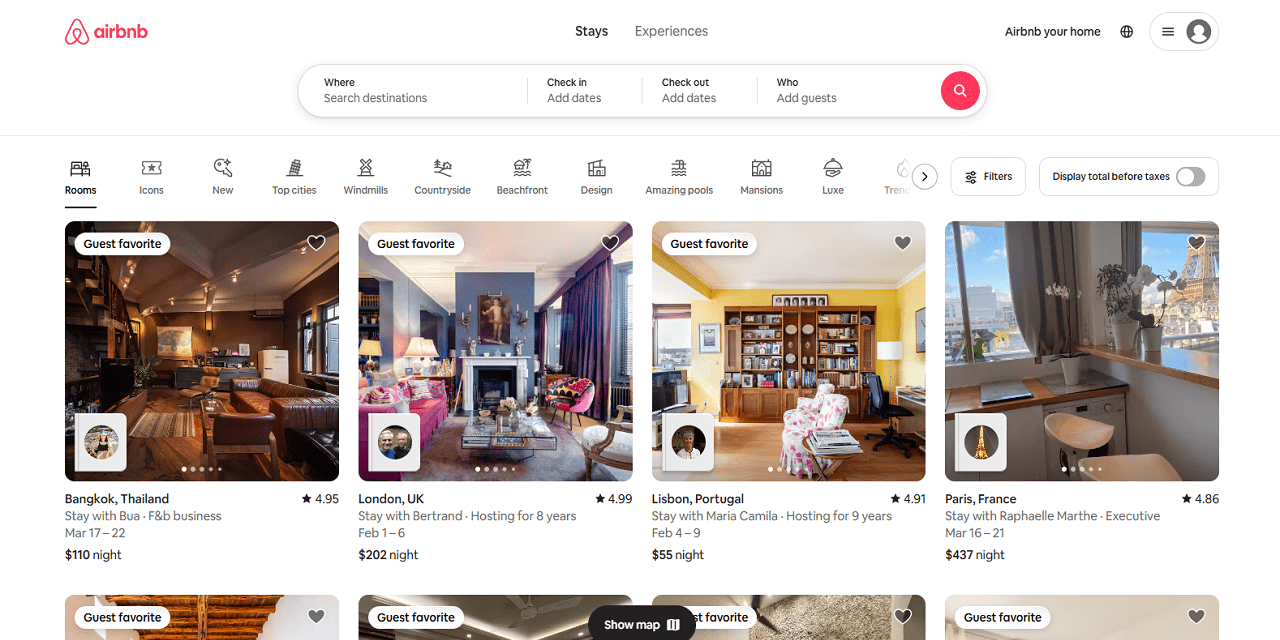 airbnb
Stays
Experiences
Airbnb your home
Where
Search destinations
Check in
Add dates
Check out
Add dates
Who
Add guests
Rooms
Icons
New
Top cities
Windmills
Countryside
Beachfront
Design
Amazing pools
Mansions
Luxe
Filters
Display total before taxes
Guest favorite
Guest favorite
Guest favorite
Bangkok, Thailand
4.95
Stay with Bua · F&b business
Mar 17 – 22
$110 night
London, UK
4.99
Stay with Bertrand · Hosting for 8 years
Feb 1 – 6
$202 night
Lisbon, Portugal
4.91
Stay with Maria Camila · Hosting for 9 years
Feb 4 – 9
$55 night
Paris, France
4.86
Stay with Raphaelle Marthe · Executive
Mar 16 – 21
$437 night
Guest favorite
Guest favorite
favorite
Guest favorite
Show map